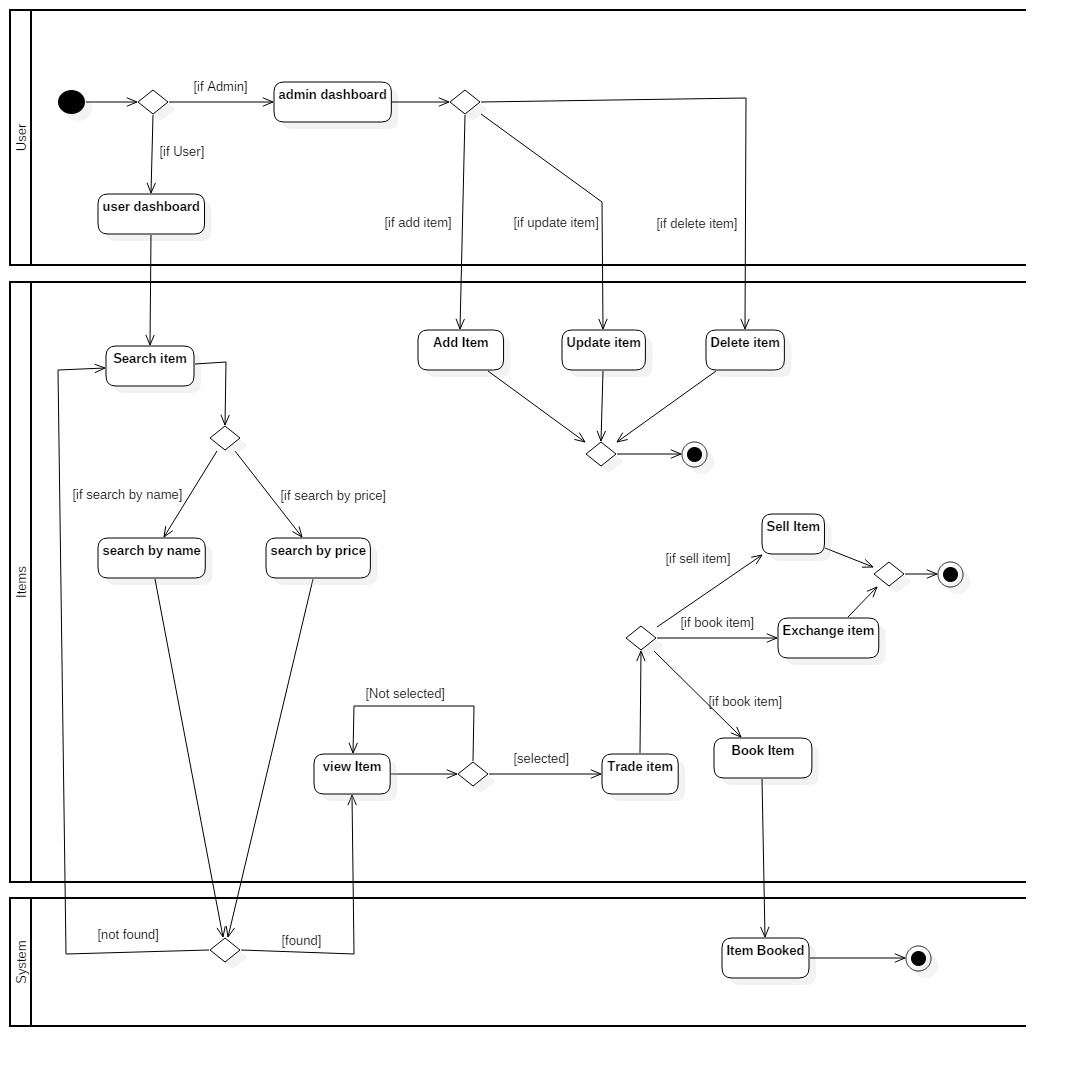 User
[if Admin]
admin dashboard
[if User]
user dashboard
[if add item]
[if update item]
[if delete item]
Items
Search item
Add Item
Update item
Delete item
[if search by name]
[if search by price]
search by name
search by price
Sell Item
[if sell item]
[if book item]
Exchange item
[Not selected]
[if book item]
view Item
[selected]
Trade item
Book Item
System
[not found]
[found]
Item Booked